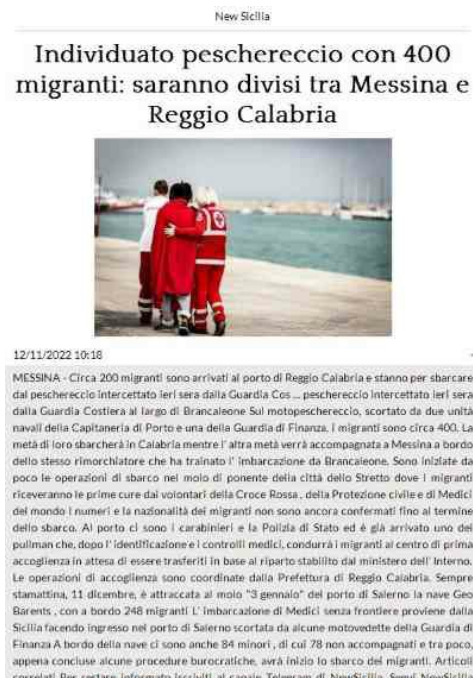 New Sicilia
Individuato peschereccio con 400
migranti: saranno divisi tra Messina e
Reggio Calabria
12/11/2022 10:18
MESSINA - Circa 200 migranti sono arrivati al porto di Reggio Calabria e stanno per sbarcare
dal peschereccio intercettato ieri sera dalla Guardia Cos ... peschereccio intercettato ieri sera
dalla Guardia Costiera al largo di Brancaleone Sul motopeschereccio, scortato da due unità
navali della Capitaneria di Porto e una della Guardia di Finanza, i migranti sono circa 400. La
metà di loro sbarcherà in Calabria mentre l' altra metà verrà accompagnata a Messina a bordo
dello stesso rimorchiatore che ha trainato l' imbarcazione da Brancaleone. Sono iniziate da
poco le operazioni di sbarco nel molo di ponente della città dello Stretto dove i migranti
riceveranno le prime cure dai volontari della Croce Rossa , della Protezione civile e di Medici
del mondo I numeri e la nazionalità dei migranti non sono ancora confermati fino al termine
dello sbarco. Al porto ci sono i carabinieri e la Polizia di Stato ed è già arrivato uno dei
pullman che, dopo l' identificazione e i controlli medici, condurrà i migranti al centro di prima
accoglienza in attesa di essere trasferiti in base al riparto stabilito dal ministero dell' Interno.
Le operazioni di accoglienza sono coordinate dalla Prefettura di Reggio Calabria. Sempre
stamattina, 11 dicembre, è attraccata al molo "3 gennaio" del porto di Salerno la nave Geo
Barents , con a bordo 248 migranti L' imbarcazione di Medici senza frontiere proviene dalla
Sicilia facendo ingresso nel porto di Salerno scortata da alcune motovedette della Guardia di
Finanza A bordo della nave ci sono anche 84 minori , di cui 78 non accompagnati e tra poco,
appena concluse alcune procedure burocratiche, avrà inizio lo sbarco dei migranti. Articoli
correlati Per restare informato iscriviti al canale Telegram di NewSicilia. Segui NewSicilia